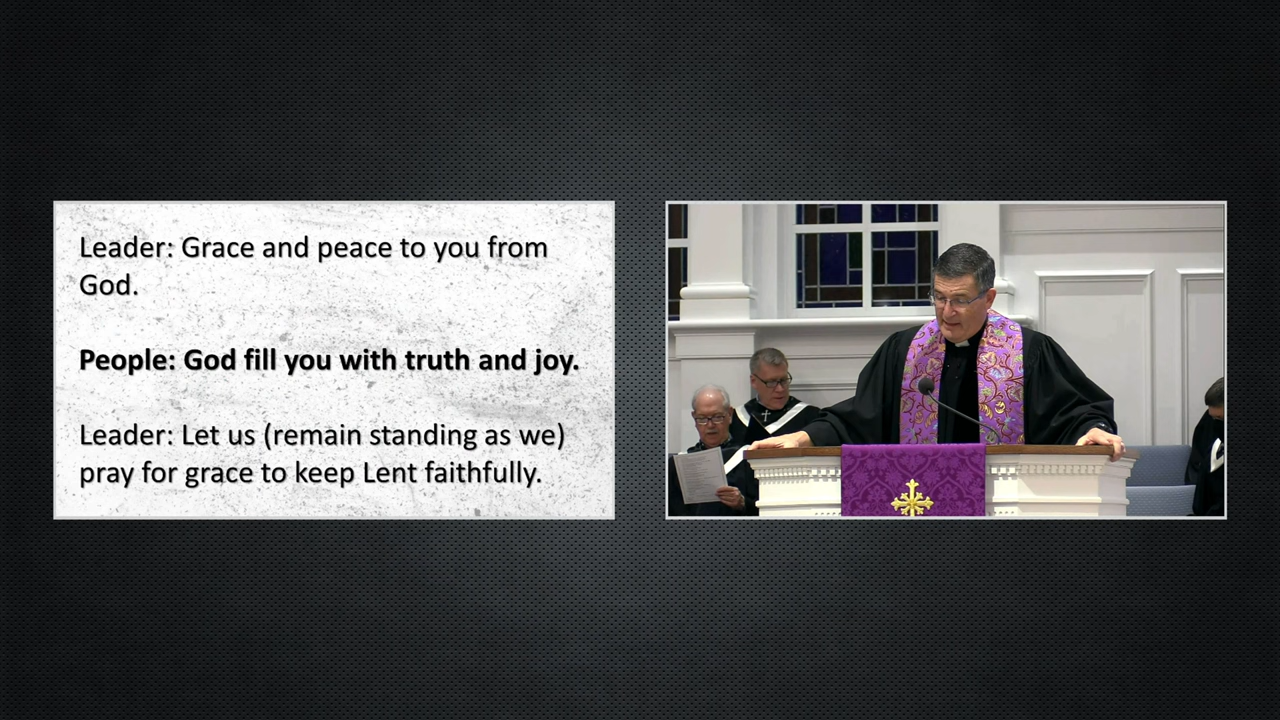 Leader: Grace and peace to you from
God.
People: God fill you with truth and joy.
Leader: Let us (remain standing as we)
pray for grace to keep Lent faithfully.